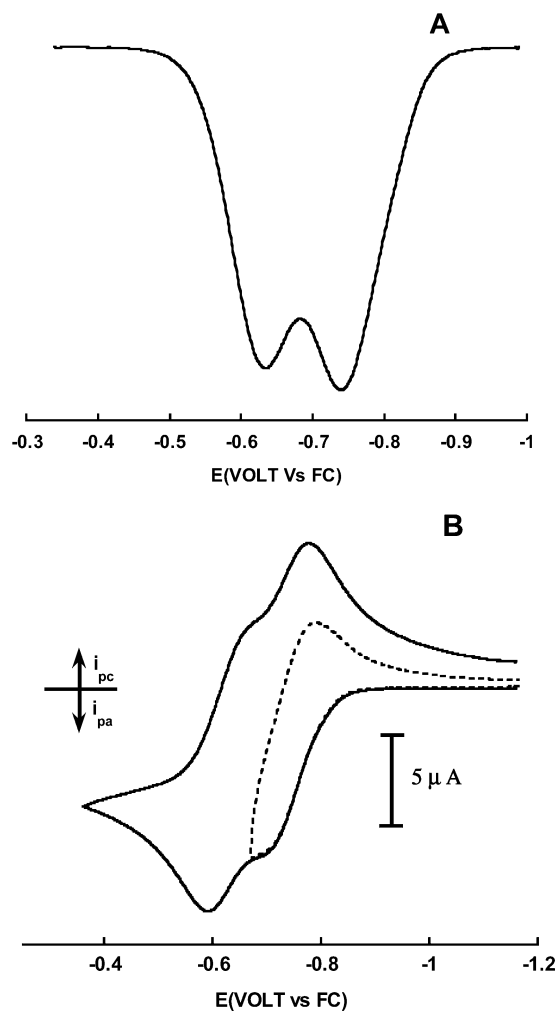 A
-0.3 -0.4 -0.5 -0.6 -0.7 -0.8 -0.9 -1
E(VOLT Vs FC)
B
i pc
i pa
5 μ A
-0.4 -0.6 -0.8 -1 -1.2
E(VOLT vs FC)